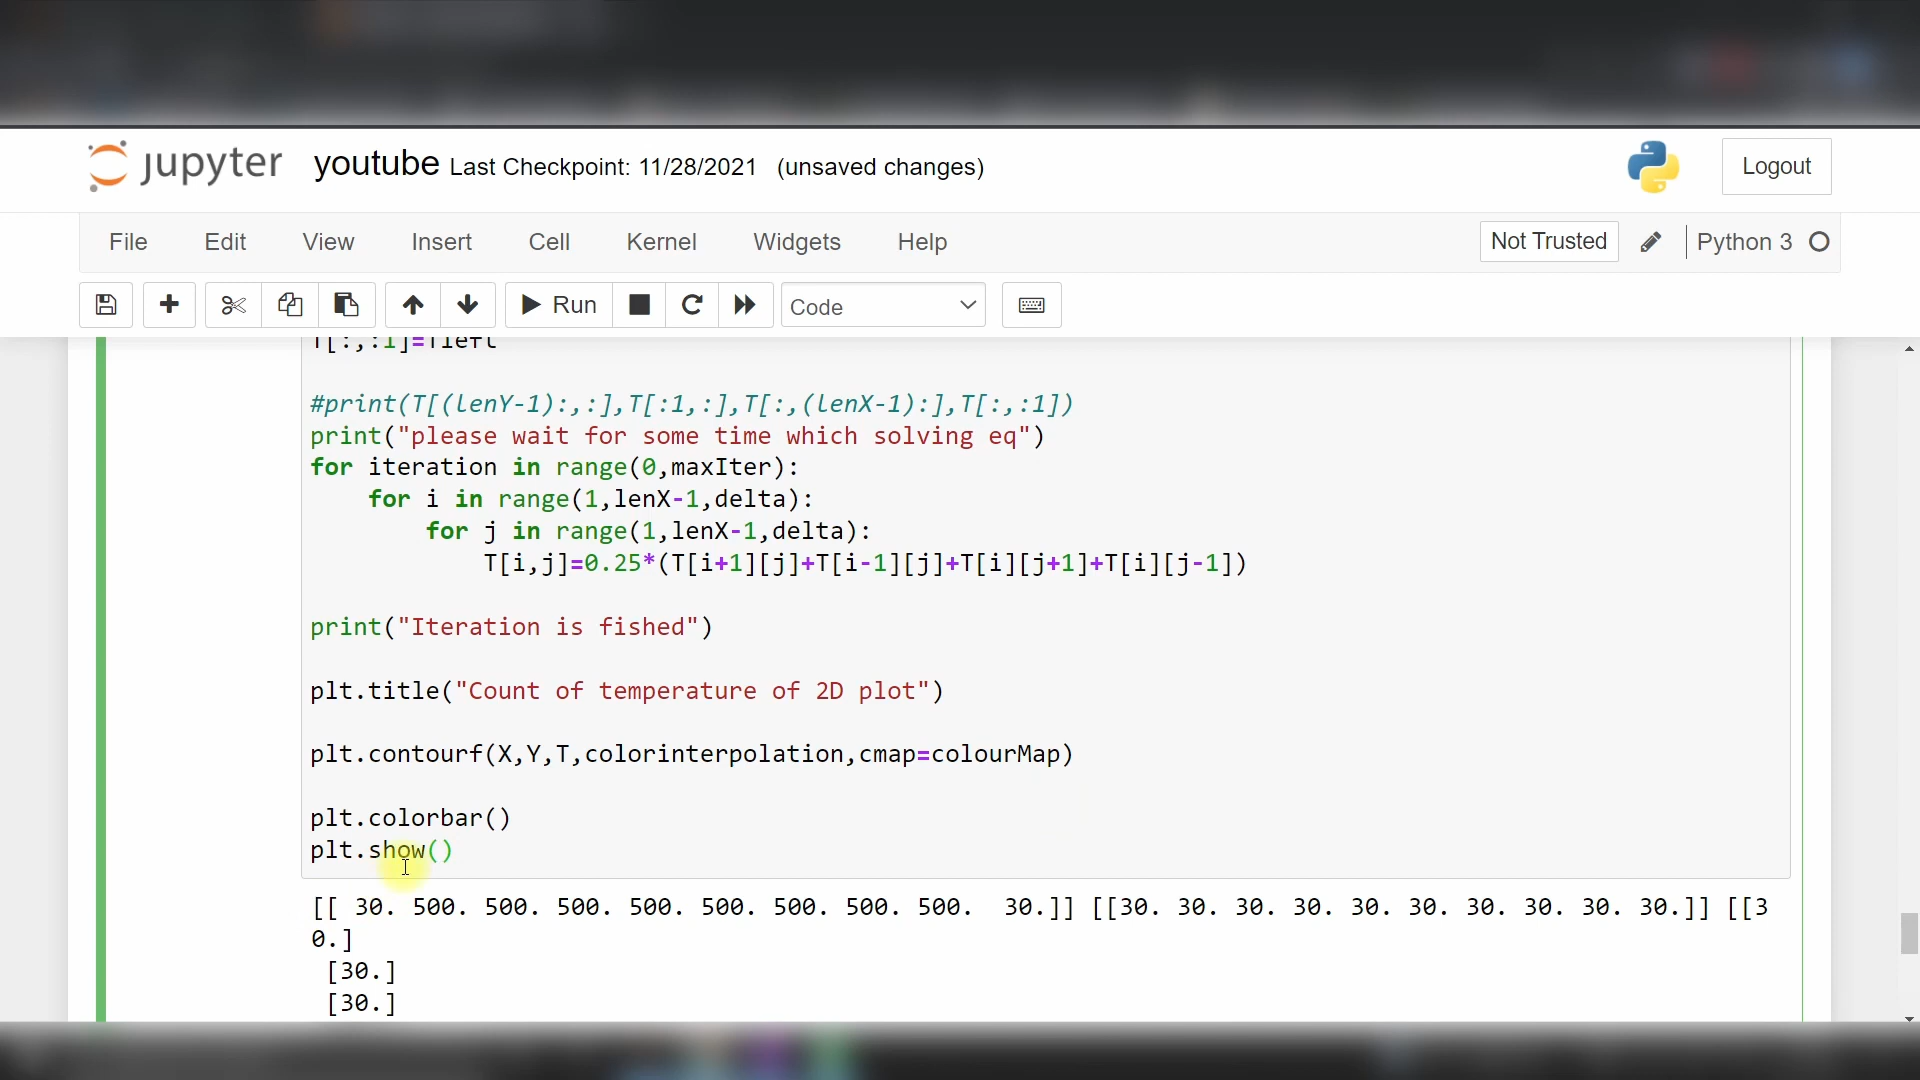 jupyter youtube Last Checkpoint: 11/28/2021 (unsaved changes) Logout
File Edit View Insert Cell Kernel Widgets Help Not Trusted Python 3
Run Code
T[:,:1]=Tleft
#print(T[(lenY-1):,:],T[:1,:],T[:,(lenX-1):],T[:,:1])
print("please wait for some time which solving eq")
for iteration in range(0,maxIter):
    for i in range(1,lenX-1,delta):
        for j in range(1,lenX-1,delta):
            T[i,j]=0.25*(T[i+1][j]+T[i-1][j]+T[i][j+1]+T[i][j-1])
print("Iteration is fished")
plt.title("Count of temperature of 2D plot")
plt.contourf(X,Y,T,colorinterpolation,cmap=colourMap)
plt.colorbar()
plt.show()
[[ 30. 500. 500. 500. 500. 500. 500. 500. 500.  30.]] [[30. 30. 30. 30. 30. 30. 30. 30. 30. 30.]] [[3
0.]
 [30.]
 [30.]